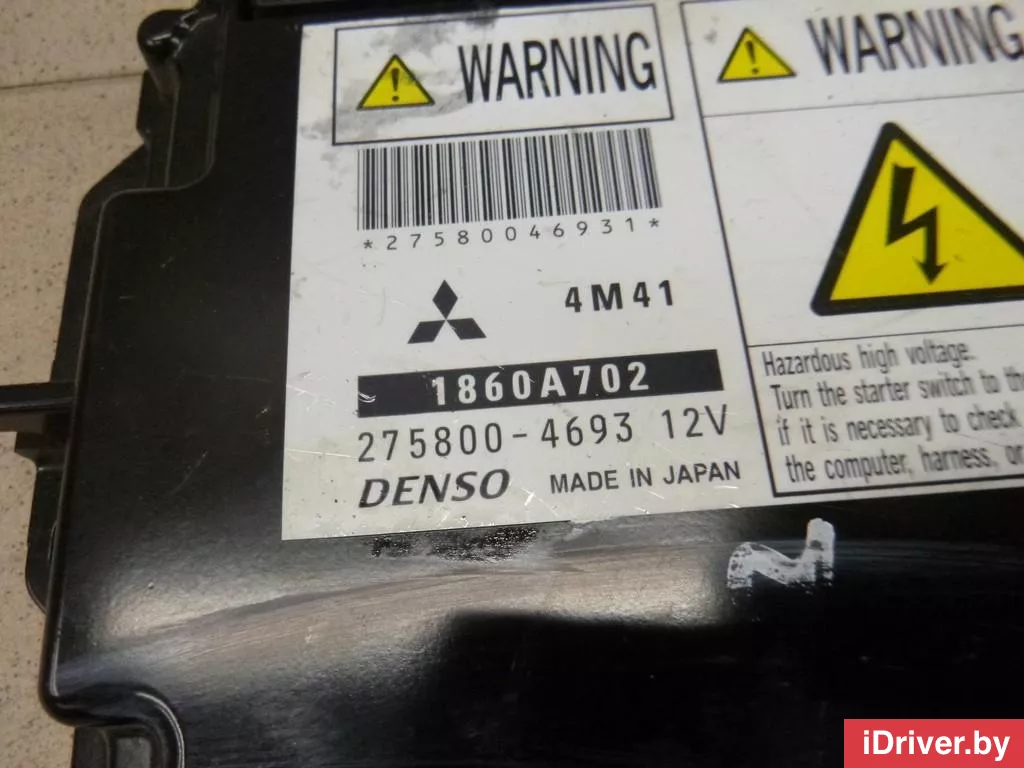 WARNING
*27580046931*
4M41
1860A702
275800-4693 12V
DENSO MADE IN JAPAN
WARNING
Hazardous high voltage.
Turn the starter switch to the
if it is necessary to check
the computer, harness, or
iDriver.by